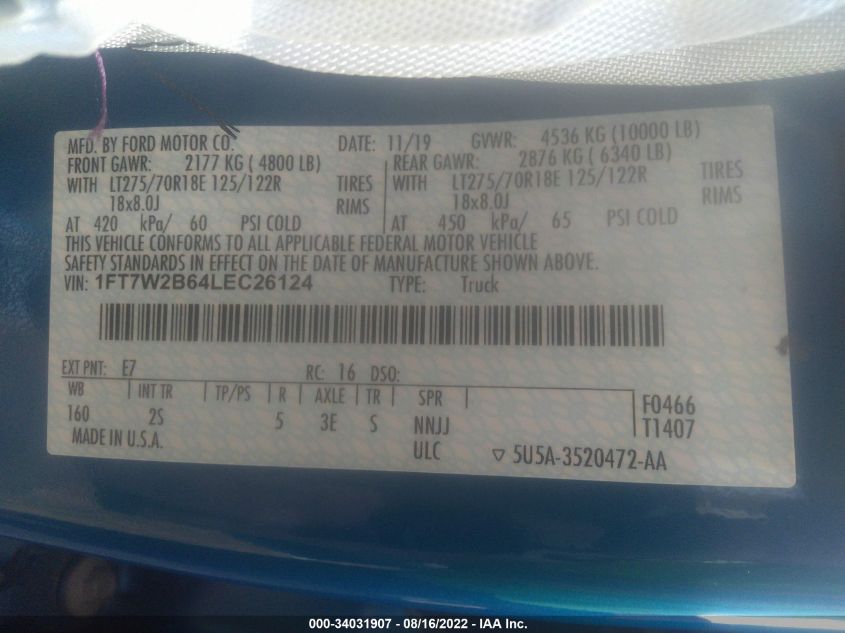 MFD. BY FORD MOTOR CO. DATE: 11/19 GVWR: 4536 KG (10000 LB)
FRONT GAWR: 2177 KG ( 4800 LB) REAR GAWR: 2876 KG ( 6340 LB)
WITH LT275/70R18E 125/122R TIRES WITH LT275/70R18E 125/122R TIRES
18x8.0J RIMS 18x8.0J RIMS
AT 420 kPa/ 60 PSI COLD AT 450 kPa/ 65 PSI COLD
THIS VEHICLE CONFORMS TO ALL APPLICABLE FEDERAL MOTOR VEHICLE
SAFETY STANDARDS IN EFFECT ON THE DATE OF MANUFACTURE SHOWN ABOVE.
VIN: 1FT7W2B64LEC26124 TYPE: Truck
EXT PNT: E7 RC: 16 DSO:
WB INT TR TP/PS R AXLE TR SPR
160 2S 5 3E S NNJJ F0466
ULC T1407
MADE IN U.S.A. 5U5A-3520472-AA
000-34031907 - 08/16/2022 - IAA Inc.